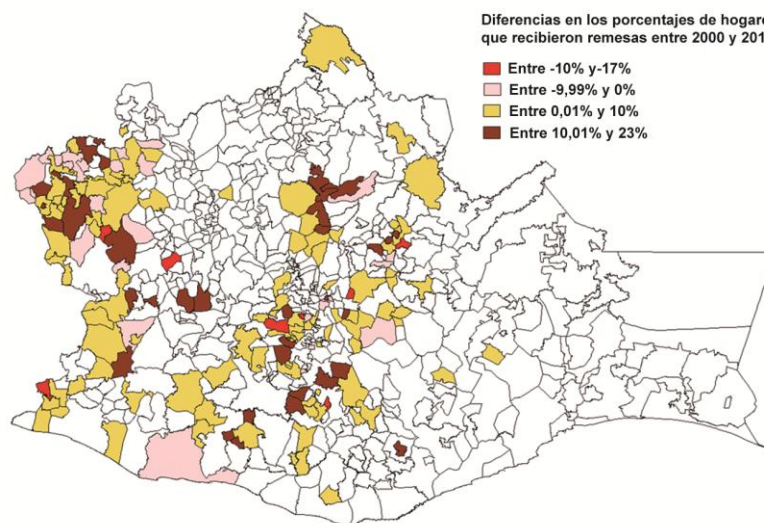 Diferencias en los porcentajes de hogare
que recibieron remesas entre 2000 y 201
Entre -10% y-17%
Entre -9,99% y 0%
Entre 0,01% y 10%
Entre 10,01% y 23%